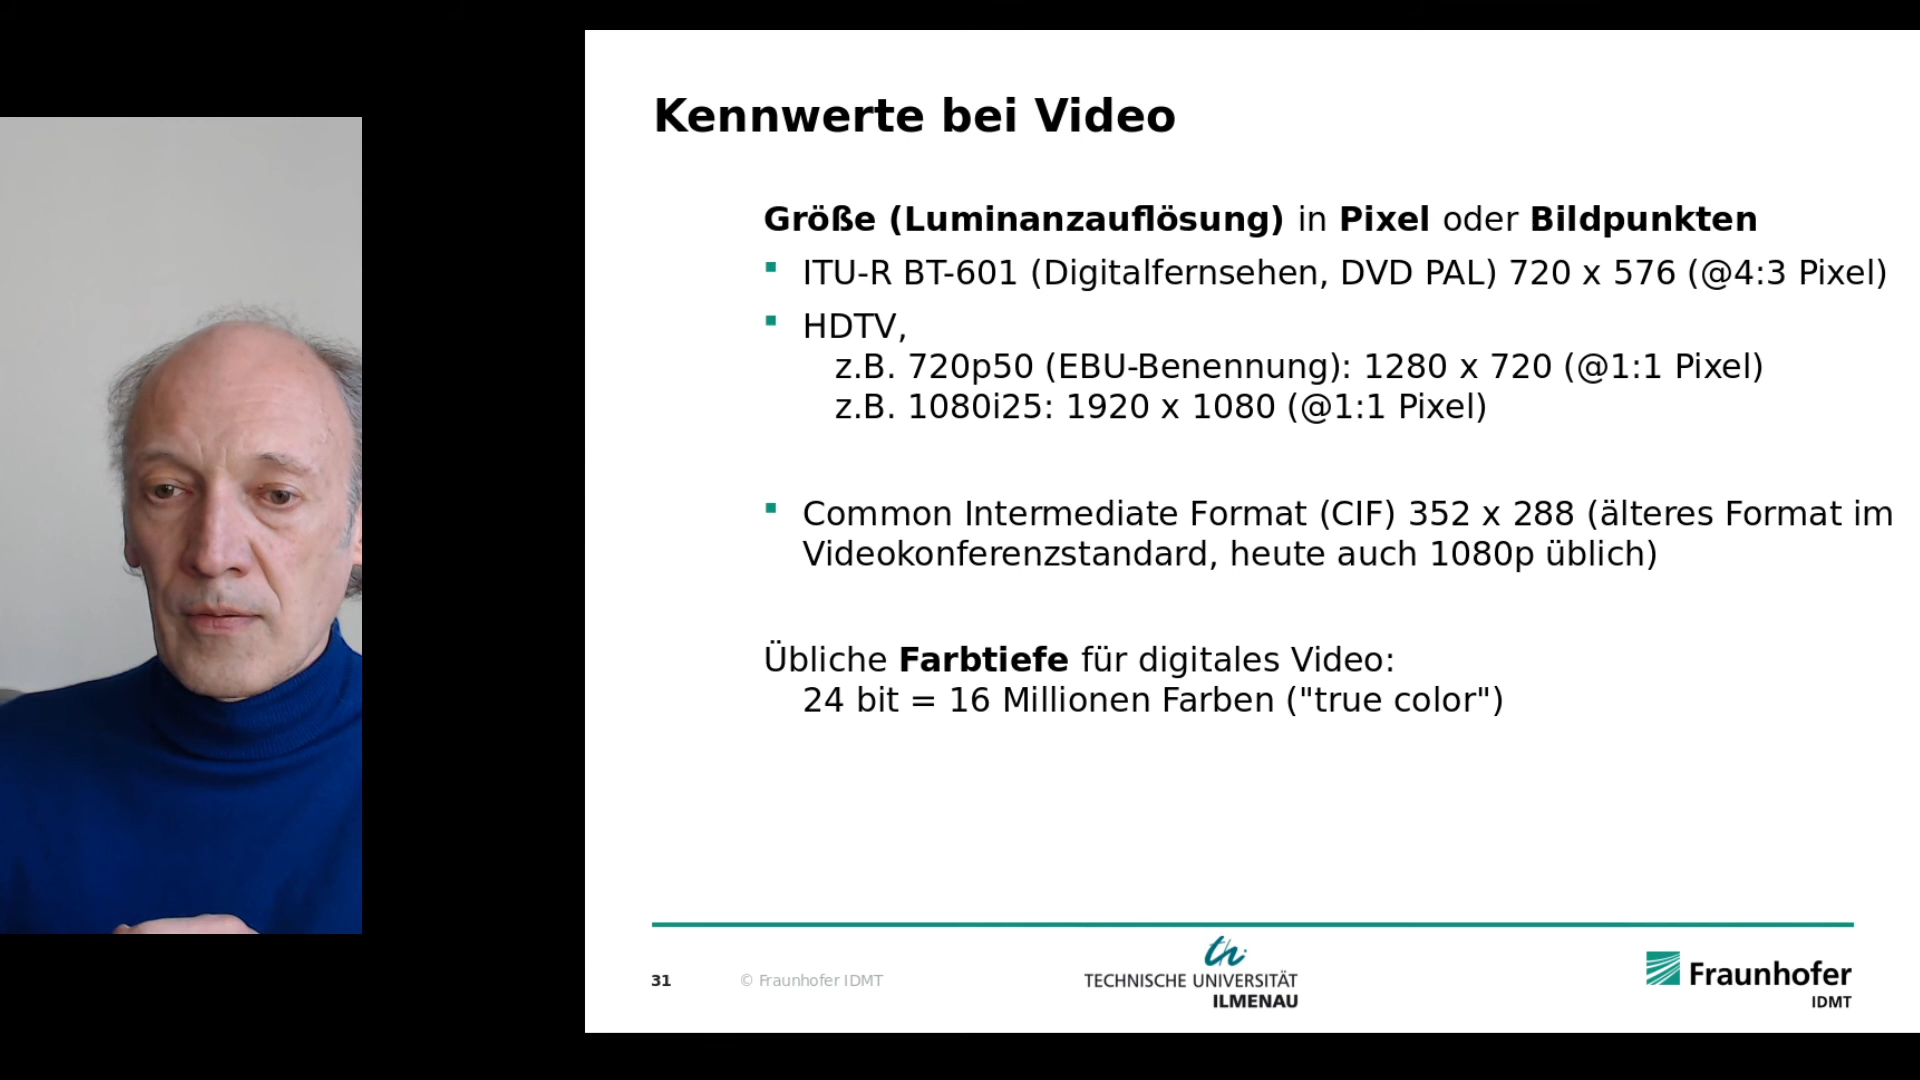 Kennwerte bei Video
Größe (Luminanzauflösung) in Pixel oder Bildpunkten
ITU-R BT-601 (Digitalfernsehen, DVD PAL) 720 x 576 (@4:3 Pixel)
HDTV,
z.B. 720p50 (EBU-Benennung): 1280 x 720 (@1:1 Pixel)
z.B. 1080i25: 1920 x 1080 (@1:1 Pixel)
Common Intermediate Format (CIF) 352 x 288 (älteres Format im
Videokonferenzstandard, heute auch 1080p üblich)
Übliche Farbtiefe für digitales Video:
24 bit = 16 Millionen Farben ("true color")
31
© Fraunhofer IDMT
th
TECHNISCHE UNIVERSITÄT
ILMENAU
Fraunhofer
IDMT